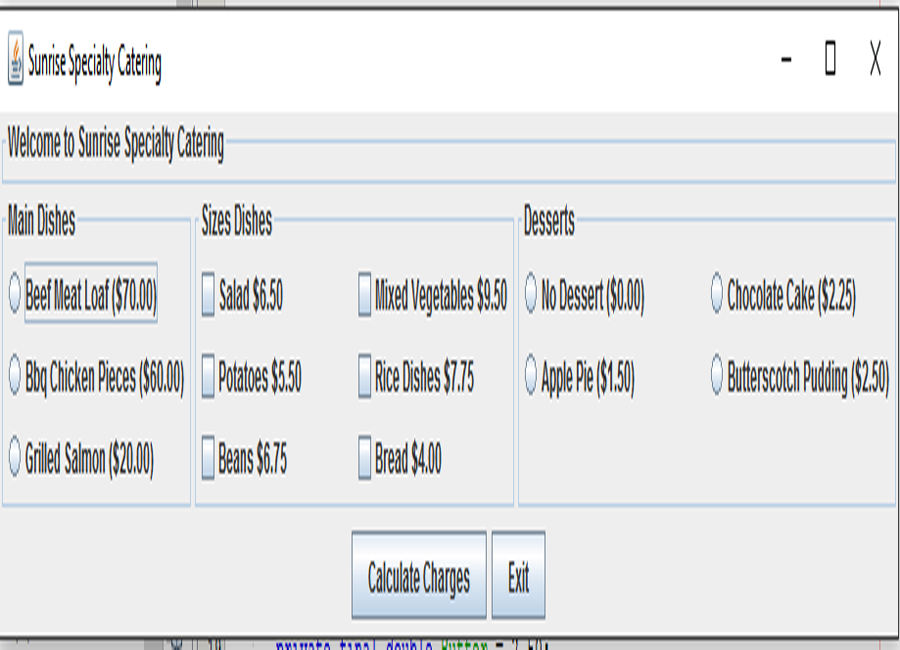 Sunrise Specialty Catering
Welcome to Sunrise Specialty Catering
Main Dishes
Beef Meat Loaf ($70.00)
Bbq Chicken Pieces ($60.00)
Grilled Salmon ($20.00)
Sizes Dishes
Salad $6.50
Mixed Vegetables $9.50
Potatoes $5.50
Rice Dishes $7.75
Beans $6.75
Bread $4.00
Desserts
No Dessert ($0.00)
Chocolate Cake ($2.25)
Apple Pie ($1.50)
Butterscotch Pudding ($2.50)
Calculate Charges
Exit
private final double